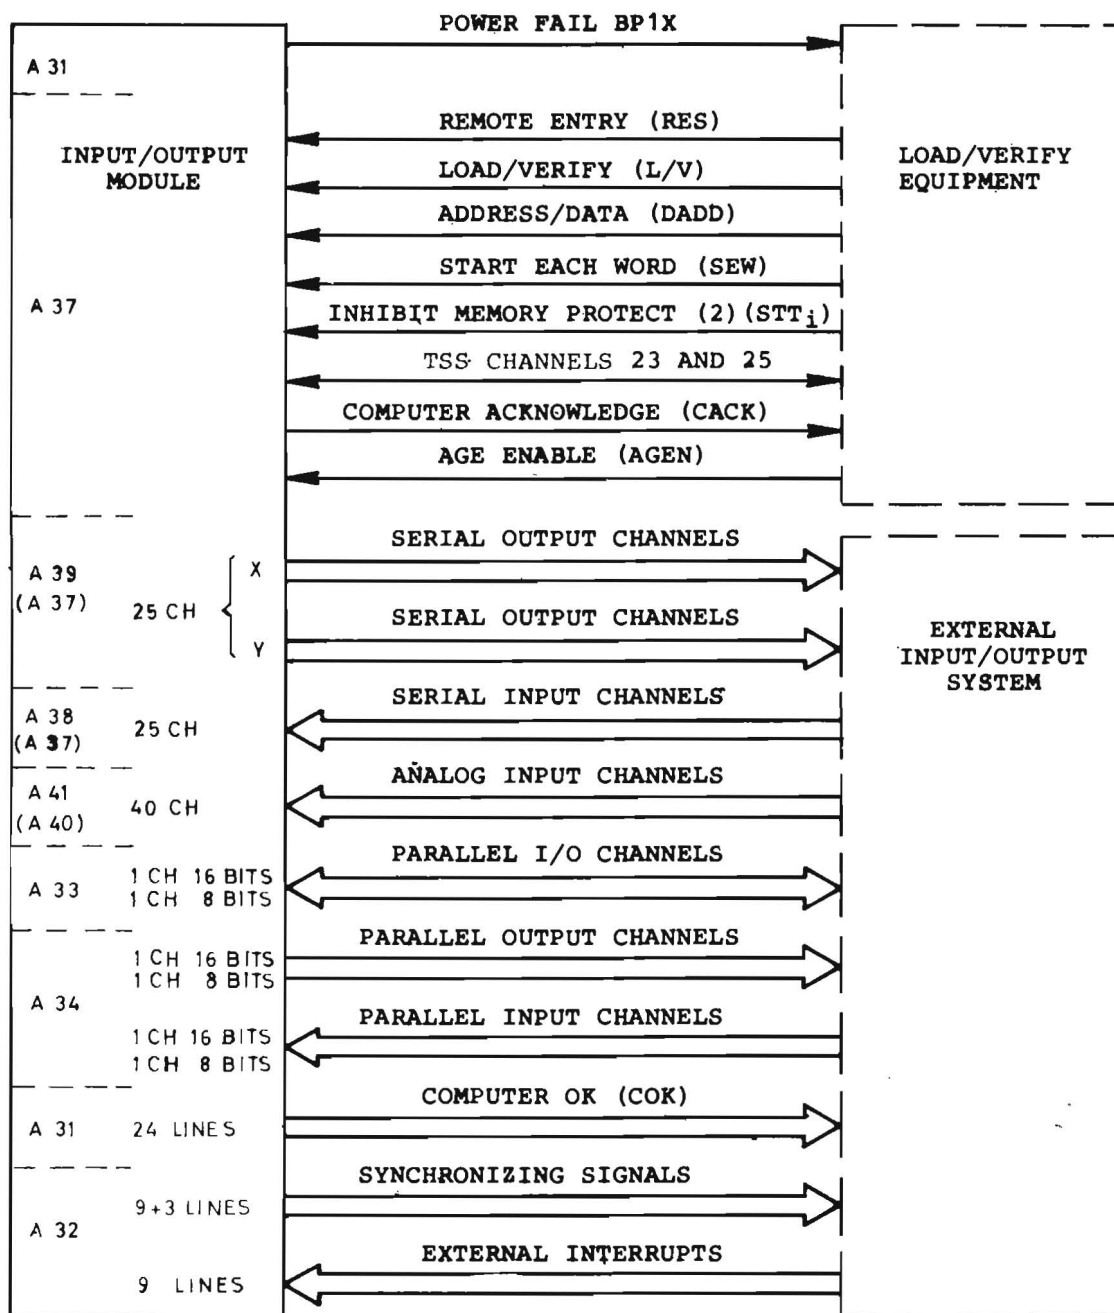 POWER FAIL BP1X
A 31
REMOTE ENTRY (RES)
INPUT/OUTPUT
MODULE
LOAD/VERIFY
EQUIPMENT
LOAD/VERIFY (L/V)
ADDRESS/DATA (DADD)
START EACH WORD (SEW)
A 37
INHIBIT MEMORY PROTECT (2)(STTi)
TSS CHANNELS 23 AND 25
COMPUTER ACKNOWLEDGE (CACK)
AGE ENABLE (AGEN)
SERIAL OUTPUT CHANNELS
A 39
(A 37)
25 CH
X
SERIAL OUTPUT CHANNELS
Y
EXTERNAL
INPUT/OUTPUT
SYSTEM
SERIAL INPUT CHANNELS
A 38
(A 37)
25 CH
ANALOG INPUT CHANNELS
A 41
(A 40)
40 CH
PARALLEL I/O CHANNELS
A 33
1 CH 16 BITS
1 CH 8 BITS
PARALLEL OUTPUT CHANNELS
1 CH 16 BITS
1 CH 8 BITS
A 34
PARALLEL INPUT CHANNELS
1 CH 16 BITS
1 CH 8 BITS
COMPUTER OK (COK)
A 31
24 LINES
SYNCHRONIZING SIGNALS
9+3 LINES
A 32
EXTERNAL INTERRUPTS
9 LINES